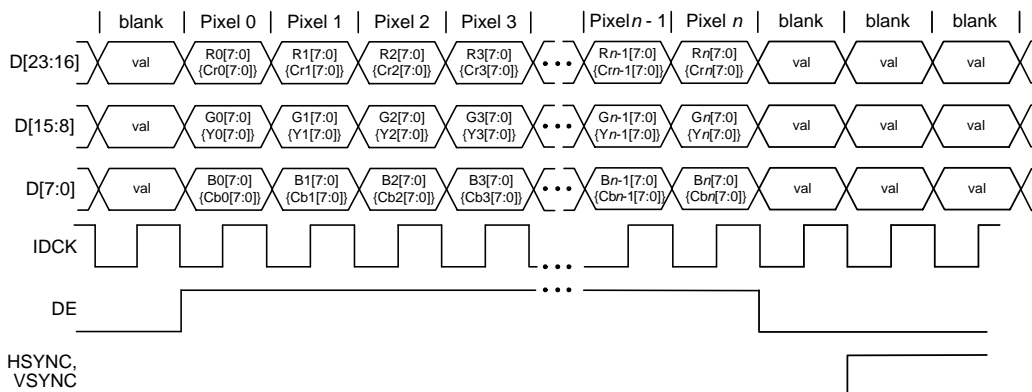 blank Pixel 0 Pixel 1 Pixel 2 Pixel 3 Pixel n - 1 Pixel n blank blank blank
D[23:16] val R0[7:0] R1[7:0] R2[7:0] R3[7:0] ••• Rn-1[7:0] Rn[7:0] val val val
{Cr0[7:0]} {Cr1[7:0]} {Cr2[7:0]} {Cr3[7:0]} {Crn-1[7:0]} {Crn[7:0]}
D[15:8] val G0[7:0] G1[7:0] G2[7:0] G3[7:0] ••• Gn-1[7:0] Gn[7:0] val val val
{Y0[7:0]} {Y1[7:0]} {Y2[7:0]} {Y3[7:0]} {Yn-1[7:0]} {Yn[7:0]}
D[7:0] val B0[7:0] B1[7:0] B2[7:0] B3[7:0] ••• Bn-1[7:0] Bn[7:0] val val val
{Cb0[7:0]} {Cb1[7:0]} {Cb2[7:0]} {Cb3[7:0]} {Cbn-1[7:0]} {Cbn[7:0]}
IDCK •••
DE •••
HSYNC,
VSYNC